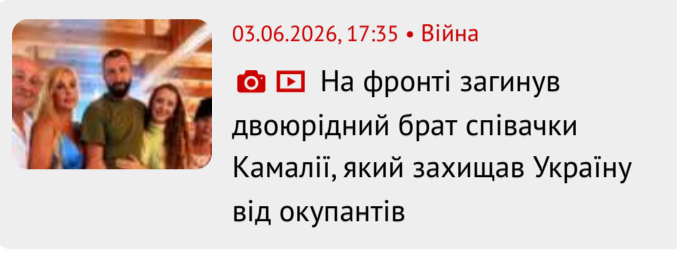 03.06.2026, 17:35 • Війна
На фронті загинув
двоюрідний брат співачки
Камалії, який захищав Україну
від окупантів